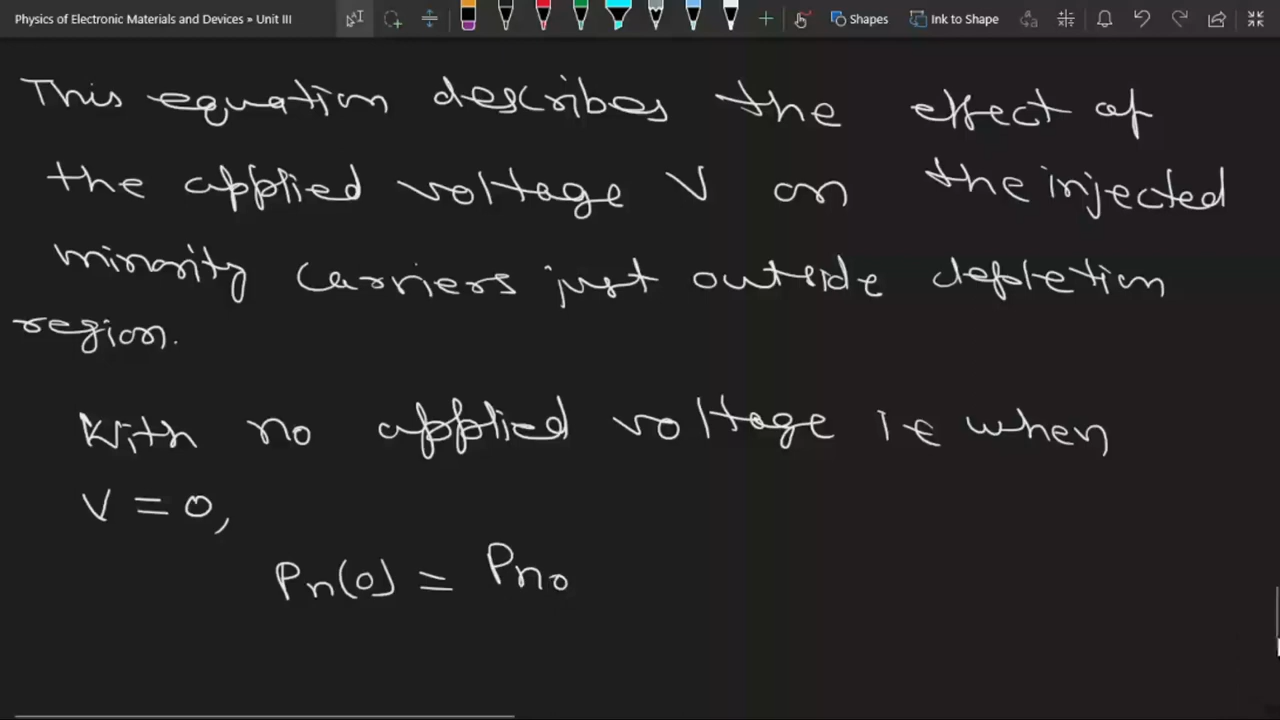 Physics of Electronic Materials and Devices » Unit III
Shapes
Ink to Shape
This equation describes the effect of
the applied voltage V on the injected
minority carriers just outside depletion
region.
With no applied voltage ie when
V = 0,
Pn(0) = Pno